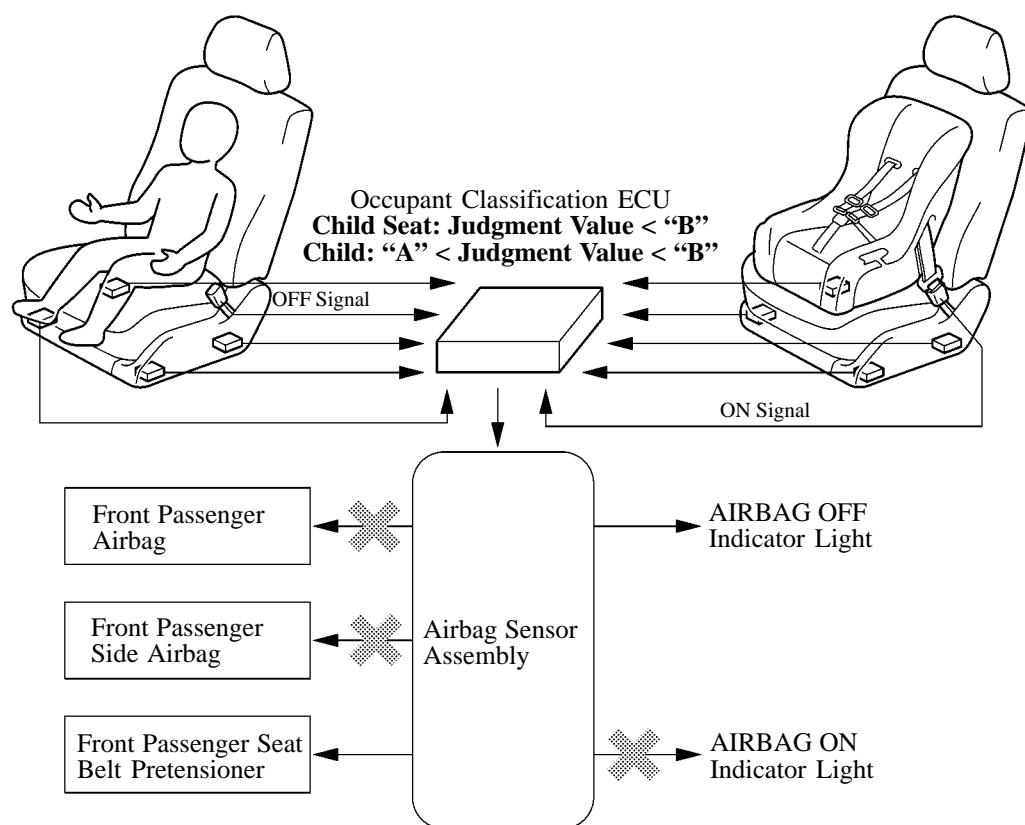 Occupant Classification ECU
Child Seat: Judgment Value < “B”
Child: “A” < Judgment Value < “B”
OFF Signal
ON Signal
Front Passenger
Airbag
AIRBAG OFF
Indicator Light
Front Passenger
Side Airbag
Airbag Sensor
Assembly
Front Passenger Seat
Belt Pretensioner
AIRBAG ON
Indicator Light